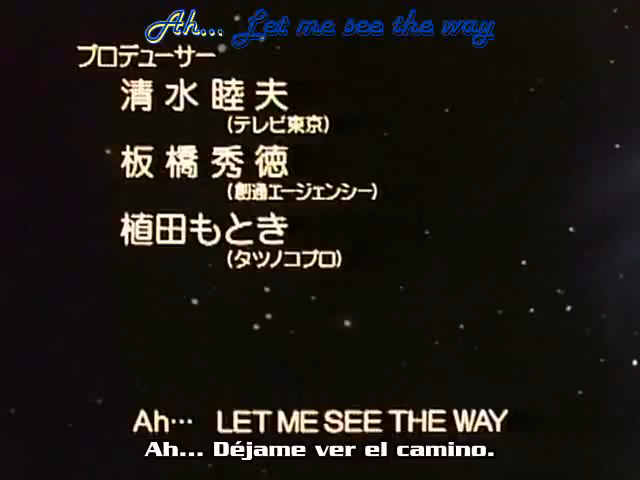 Ah... Let me see the way
プロデューサー
清水睦夫
(テレビ東京)
板橋秀徳
(創通エージェンシー)
植田もとき
(タツノコプロ)
Ah… LET ME SEE THE WAY
Ah... Déjame ver el camino.